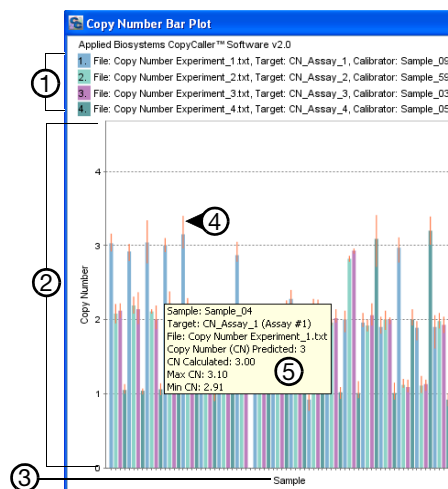 Copy Number Bar Plot
Applied Biosystems CopyCaller™ Software v2.0
1. File: Copy Number Experiment_1.txt, Target: CN_Assay_1, Calibrator: Sample_09
2. File: Copy Number Experiment_2.txt, Target: CN_Assay_2, Calibrator: Sample_59
3. File: Copy Number Experiment_3.txt, Target: CN_Assay_3, Calibrator: Sample_03
4. File: Copy Number Experiment_4.txt, Target: CN_Assay_4, Calibrator: Sample_05
1
4
4
3
2
Copy Number
Sample: Sample_04
Target: CN_Assay_1 (Assay #1)
File: Copy Number Experiment_1.txt
Copy Number (CN) Predicted: 3
CN Calculated: 3.00
Max CN: 3.10
Min CN: 2.91
5
2
1
0
3
Sample